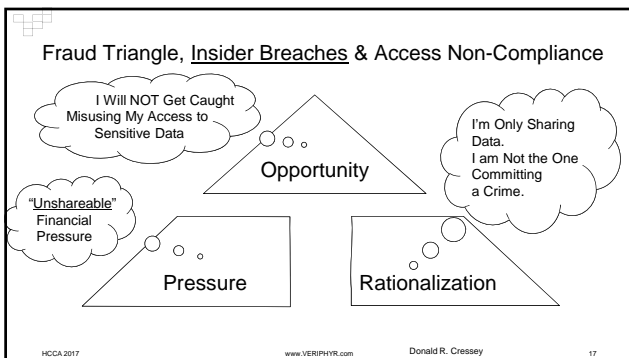 Fraud Triangle, Insider Breaches & Access Non-Compliance
I Will NOT Get Caught
Misusing My Access to
Sensitive Data
I'm Only Sharing
Data.
I am Not the One
Committing
a Crime.
Opportunity
“Unshareable”
Financial
Pressure
Pressure
Rationalization
HCCA 2017
www.VERIPHYR.com
Donald R. Cressey
17